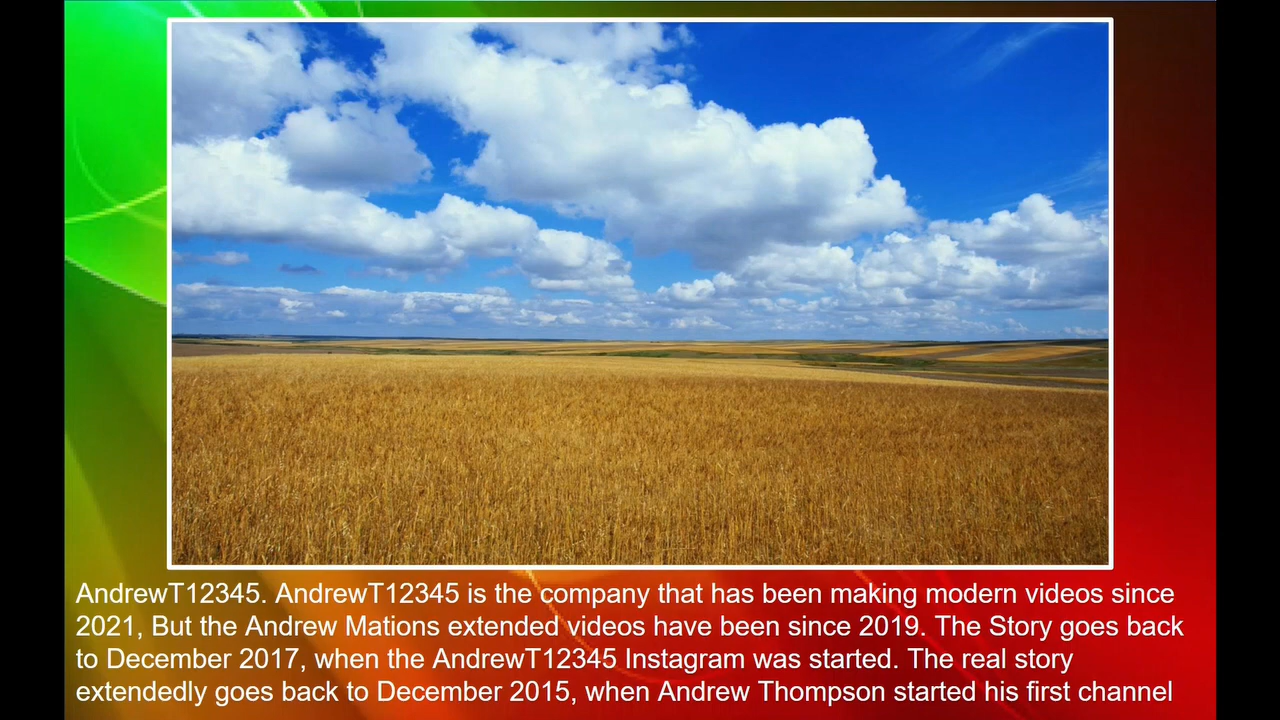 AndrewT12345. AndrewT12345 is the company that has been making modern videos since
2021, But the Andrew Mations extended videos have been since 2019. The Story goes back
to December 2017, when the AndrewT12345 Instagram was started. The real story
extendedly goes back to December 2015, when Andrew Thompson started his first channel